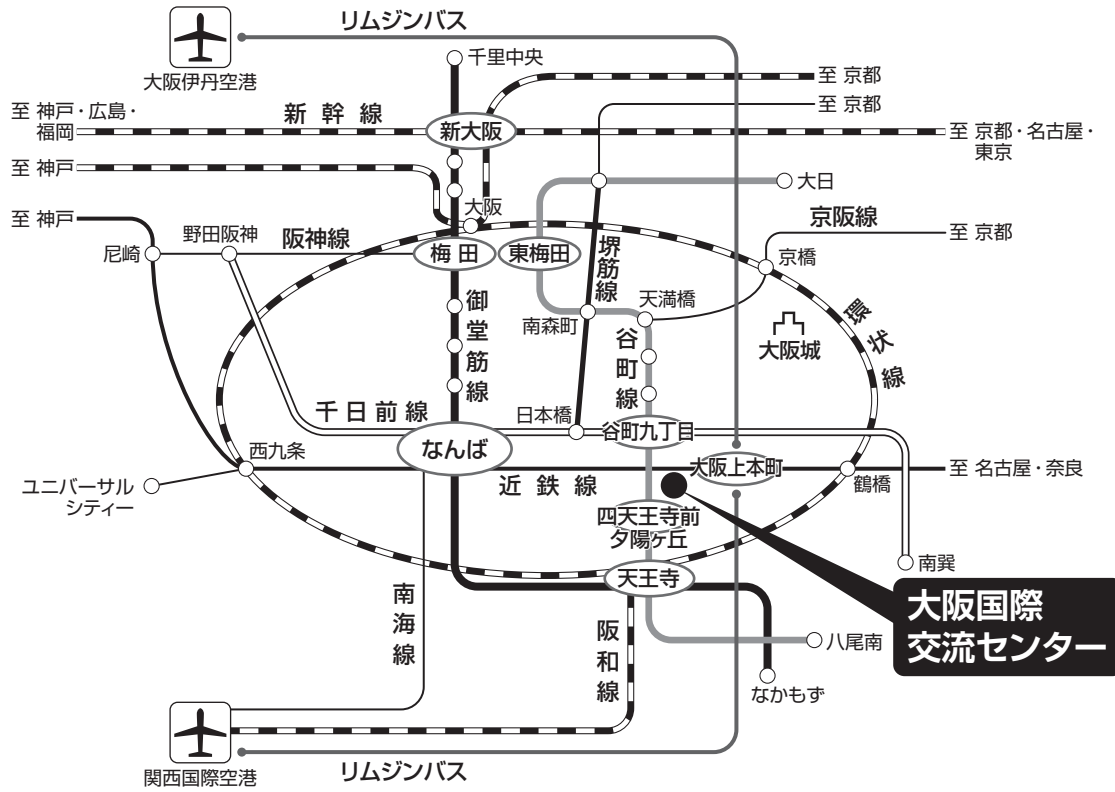 リムジンバス
大阪伊丹空港
千里中央
至 京都
至 京都
至 神戸・広島・
福岡
新幹線
新大阪
至 京都・名古屋・
東京
至 神戸
大日
大阪
至 神戸
京阪線
至 京都
尼崎
野田阪神
阪神線
梅田
東梅田
堺筋線
京橋
天満橋
南森町
御堂筋線
谷町線
大阪城
環状線
千日前線
日本橋
谷町九丁目
なんば
西九条
大阪上本町
至 名古屋・奈良
近鉄線
鶴橋
ユニバーサル
シティー
四天王寺前
夕陽ヶ丘
南巽
天王寺
大阪国際
交流センター
南海線
阪和線
八尾南
なかもず
関西国際空港
リムジンバス